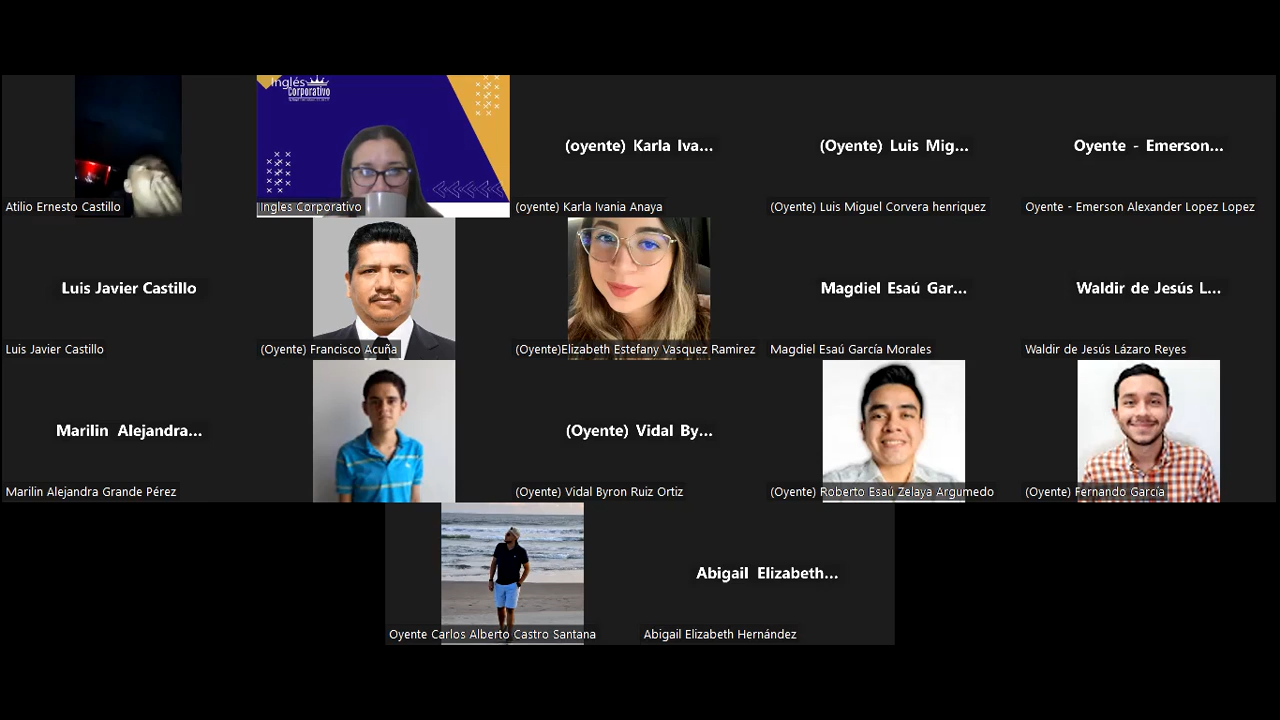 Inglés
Corporativo
(oyente) Karla Iva...
(Oyente) Luis Mig...
Oyente - Emerson...
Atilio Ernesto Castillo
Ingles Corporativo
(oyente) Karla Ivania Anaya
(Oyente) Luis Miguel Corvera henriquez
Oyente - Emerson Alexander Lopez Lopez
Luis Javier Castillo
Magdiel Esaú Gar...
Waldir de Jesús L...
Luis Javier Castillo
(Oyente) Francisco Acuña
(Oyente)Elizabeth Estefany Vasquez Ramirez
Magdiel Esaú García Morales
Waldir de Jesús Lázaro Reyes
Marilin Alejandra...
(Oyente) Vidal By...
Marilin Alejandra Grande Pérez
(Oyente) Vidal Byron Ruiz Ortiz
(Oyente) Roberto Esaú Zelaya Argumedo
(Oyente) Fernando García
Abigail Elizabeth...
Oyente Carlos Alberto Castro Santana
Abigail Elizabeth Hernández